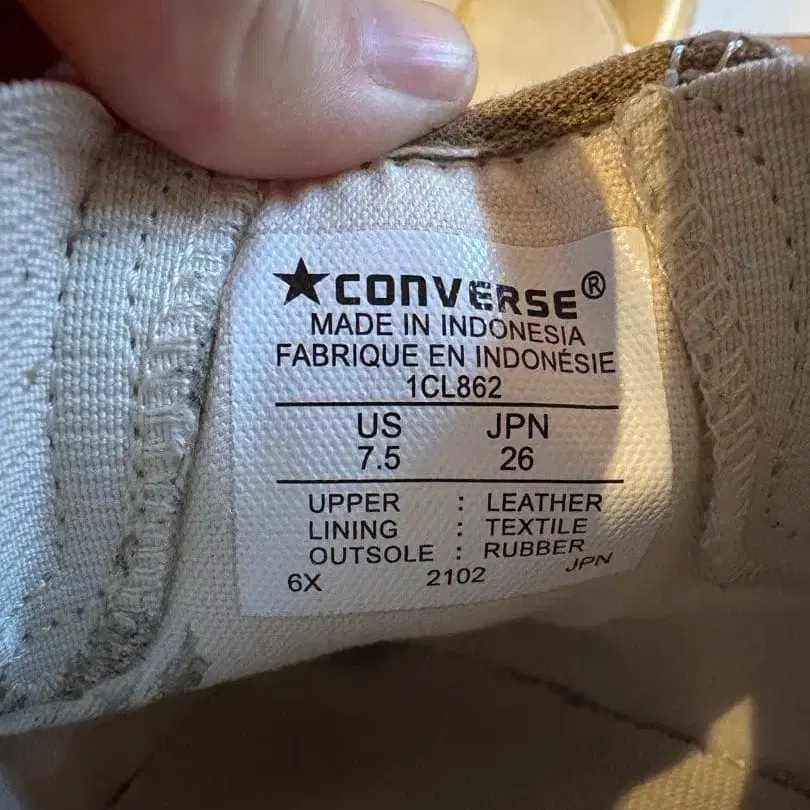 ★CONVERSE®
MADE IN INDONESIA
FABRIQUE EN INDONÉSIE
1CL862
US JPN
7.5 26
UPPER : LEATHER
LINING : TEXTILE
OUTSOLE : RUBBER
6X 2102 JPN